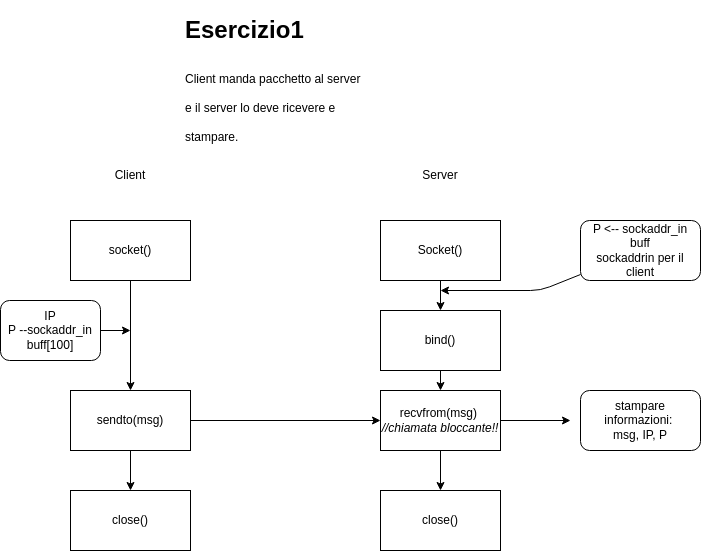 Esercizio1
Client manda pacchetto al server
e il server lo deve ricevere e
stampare.
Client
Server
socket()
Socket()
P <-- sockaddr_in
buff
sockaddrin per il
client
IP
P --sockaddr_in
buff[100]
bind()
sendto(msg)
recvfrom(msg)
//chiamata bloccante!!
stampare
informazioni:
msg, IP, P
close()
close()